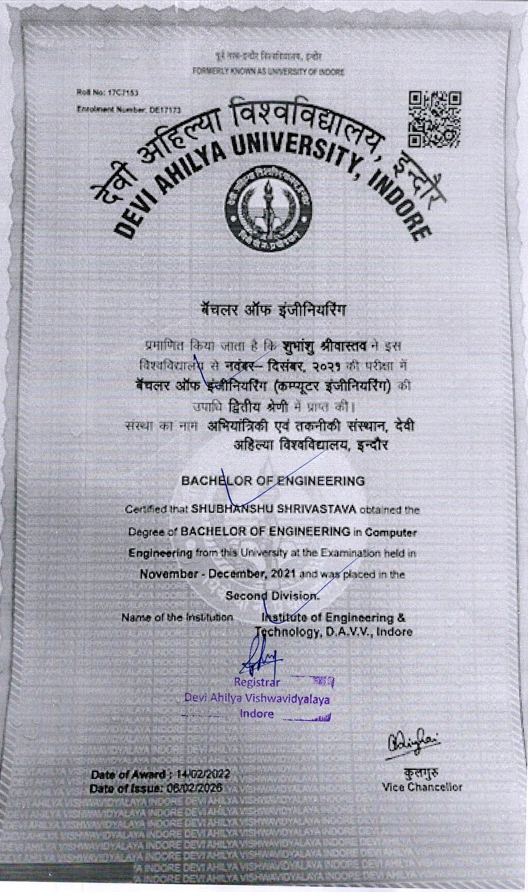 पूर्व नाम-इन्दौर विश्वविद्यालय, इन्दौर
FORMERLY KNOWN AS UNIVERSITY OF INDORE
Roll No: 17C7153
Enrolment Number: DE17173
देवी अहिल्या विश्वविद्यालय, इन्दौर
DEVI AHILYA UNIVERSITY, INDORE
बॅचलर ऑफ इंजीनियरिंग
प्रमाणित किया जाता है कि शुभांशु श्रीवास्तव ने इस
विश्वविद्यालय से नवंबर– दिसंबर, २०२१ की परीक्षा में
बॅचलर ऑफ इंजीनियरिंग (कम्प्यूटर इंजीनियरिंग) की
उपाधि द्वितीय श्रेणी में प्राप्त की।
संस्था का नाम अभियांत्रिकी एवं तकनीकी संस्थान, देवी
अहिल्या विश्वविद्यालय, इन्दौर
BACHELOR OF ENGINEERING
Certified that SHUBHANSHU SHRIVASTAVA obtained the
Degree of BACHELOR OF ENGINEERING in Computer
Engineering from this University at the Examination held in
November - December, 2021 and was placed in the
Second Division.
Name of the Institution Institute of Engineering &
Technology, D.A.V.V., Indore
Registrar
Devi Ahilya Vishwavidyalaya
Indore
Date of Award : 14/02/2022
Date of Issue: 06/02/2026
कुलगुरु
Vice Chancellor